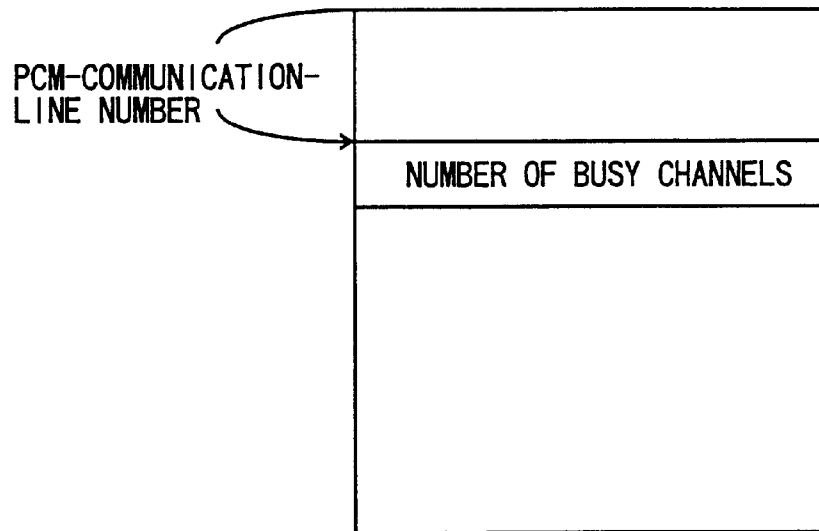 PCM-COMMUNICATION-
LINE NUMBER
NUMBER OF BUSY CHANNELS